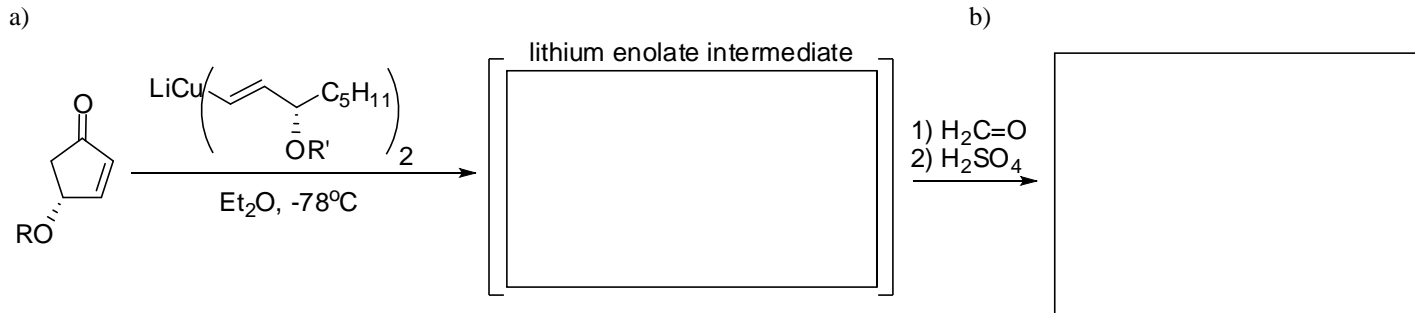 a)
b)
lithium enolate intermediate
LiCu
C5H11
OR'
2
O
RO
Et2O, -78oC
1) H2C=O
2) H2SO4